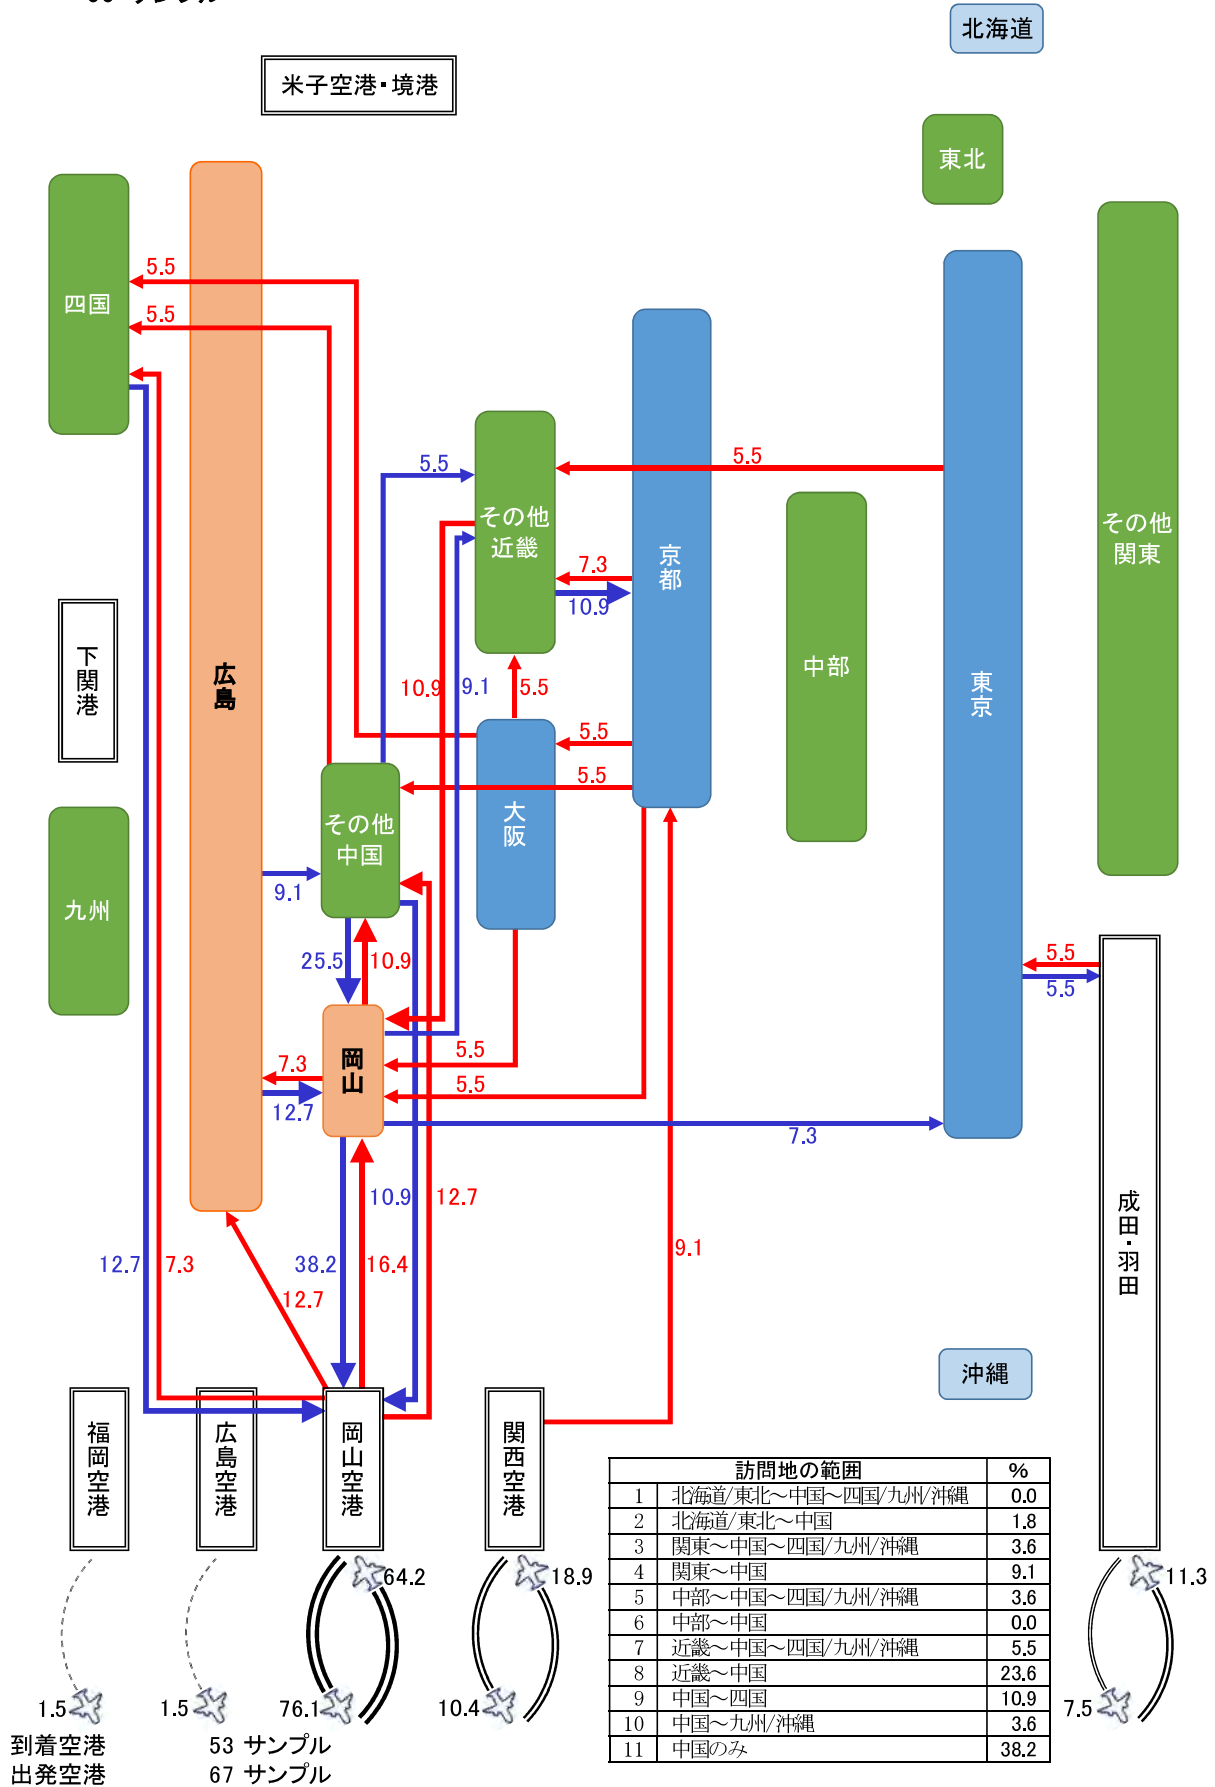 北海道
米子空港・境港
東北
5.5
四国
5.5
5.5
5.5
その他
近畿
京
都
その他
関東
7.3
10.9
下
関
港
広
島
中部
東
京
10.9
9.1
5.5
5.5
5.5
その他
中国
大
阪
9.1
九州
25.5
10.9
5.5
5.5
岡
山
7.3
12.7
5.5
5.5
7.3
10.9
12.7
成
田
・
羽
田
12.7
7.3
38.2
16.4
9.1
12.7
沖縄
福
岡
空
港
広
島
空
港
岡
山
空
港
関
西
空
港
訪問地の範囲 %
1 北海道/東北～中国～四国/九州/沖縄 0.0
2 北海道/東北～中国 1.8
3 関東～中国～四国/九州/沖縄 3.6
4 関東～中国 9.1
5 中部～中国～四国/九州/沖縄 3.6
6 中部～中国 0.0
7 近畿～中国～四国/九州/沖縄 5.5
8 近畿～中国 23.6
9 中国～四国 10.9
10 中国～九州/沖縄 3.6
11 中国のみ 38.2
64.2
18.9
11.3
1.5
1.5
76.1
10.4
7.5
到着空港 53 サンプル
出発空港 67 サンプル